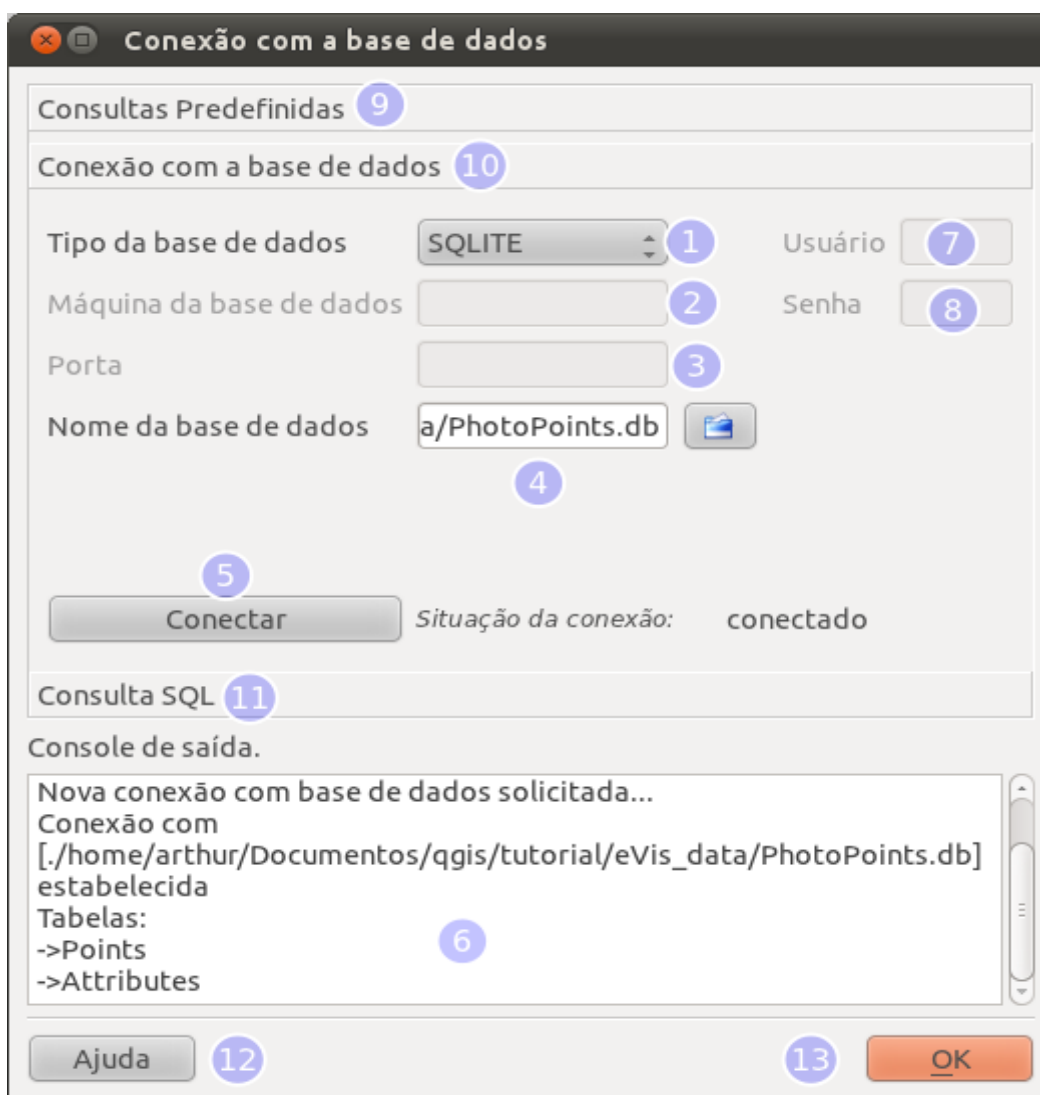 Conexão com a base de dados
Consultas Predefinidas 9
Conexão com a base de dados 10
Tipo da base de dados SQLITE 1 Usuário 7
Máquina da base de dados 2 Senha 8
Porta 3
Nome da base de dados a/PhotoPoints.db
4
5
Conectar Situação da conexão: conectado
Consulta SQL 11
Console de saída.
Nova conexão com base de dados solicitada...
Conexão com
[./home/arthur/Documentos/qgis/tutorial/eVis_data/PhotoPoints.db]
estabelecida
Tabelas:
->Points 6
->Attributes
Ajuda 12 13 OK